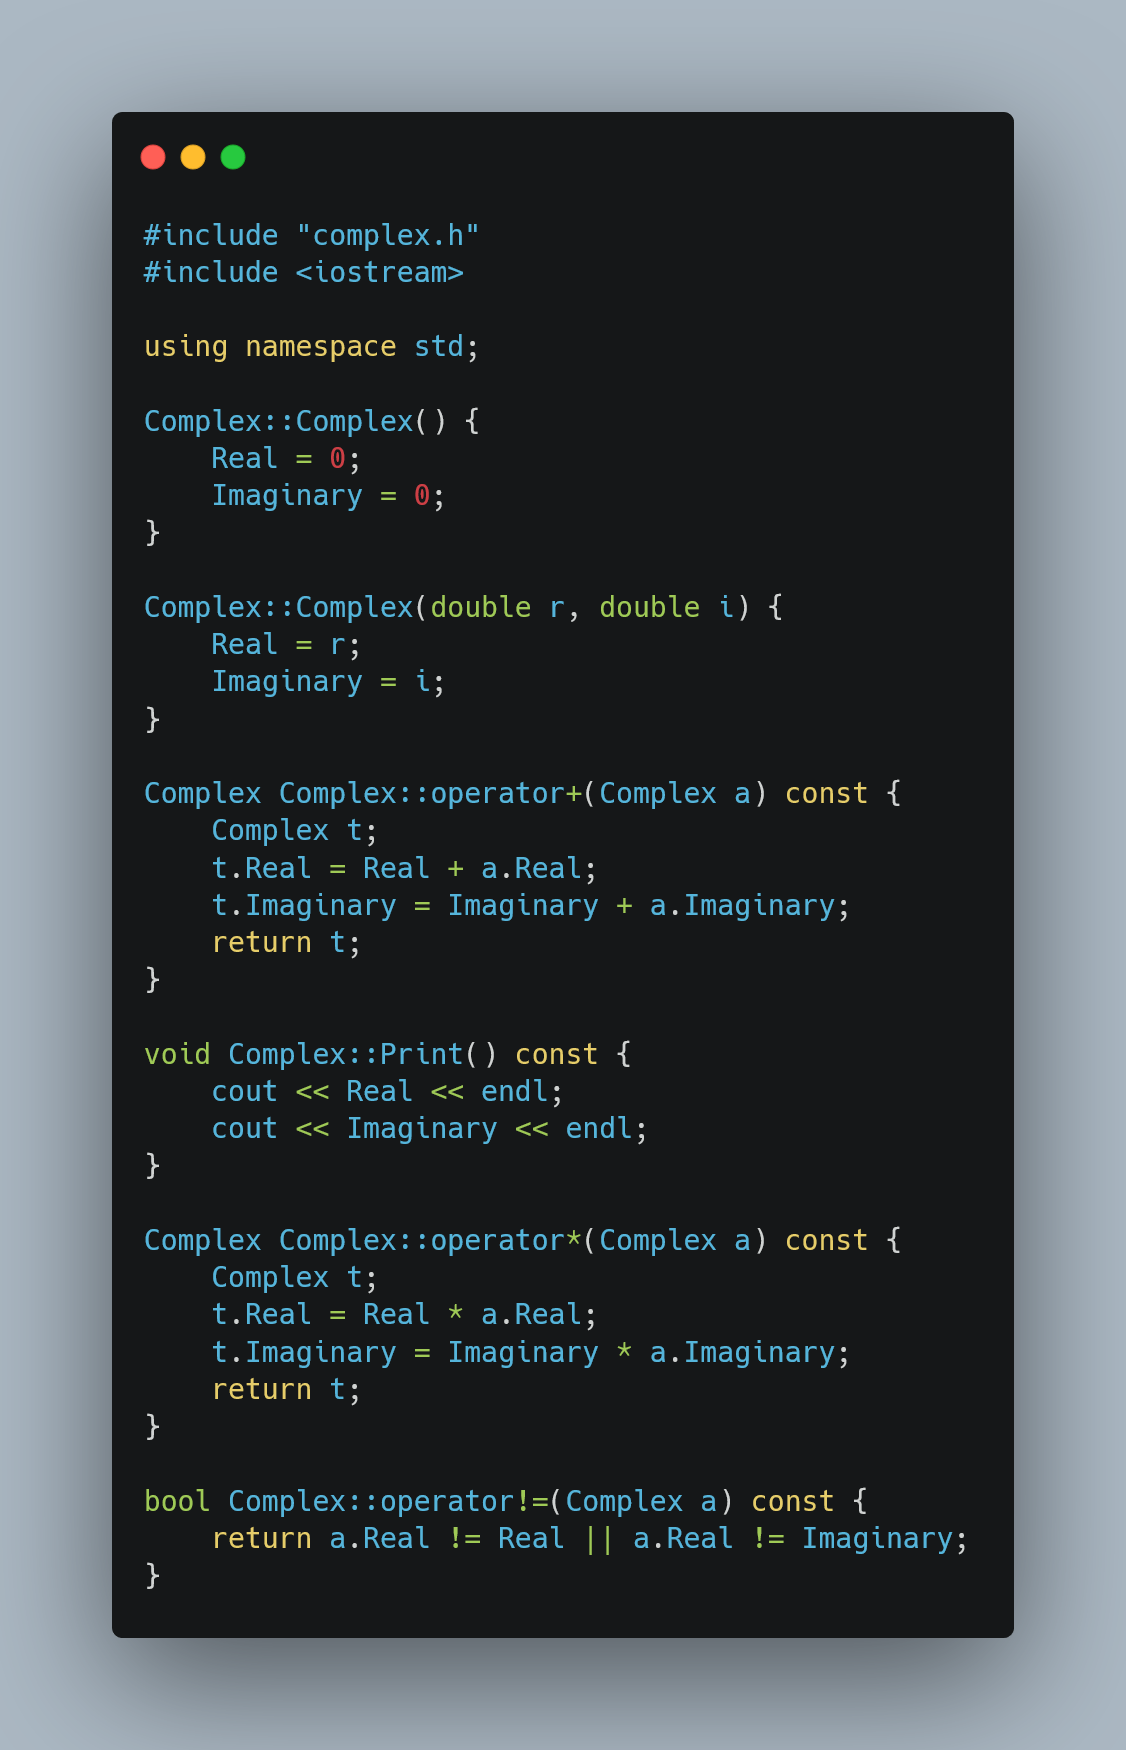 #include "complex.h"
#include <iostream>

using namespace std;

Complex::Complex() {
    Real = 0;
    Imaginary = 0;
}

Complex::Complex(double r, double i) {
    Real = r;
    Imaginary = i;
}

Complex Complex::operator+(Complex a) const {
    Complex t;
    t.Real = Real + a.Real;
    t.Imaginary = Imaginary + a.Imaginary;
    return t;
}

void Complex::Print() const {
    cout << Real << endl;
    cout << Imaginary << endl;
}

Complex Complex::operator*(Complex a) const {
    Complex t;
    t.Real = Real * a.Real;
    t.Imaginary = Imaginary * a.Imaginary;
    return t;
}

bool Complex::operator!=(Complex a) const {
    return a.Real != Real || a.Real != Imaginary;
}